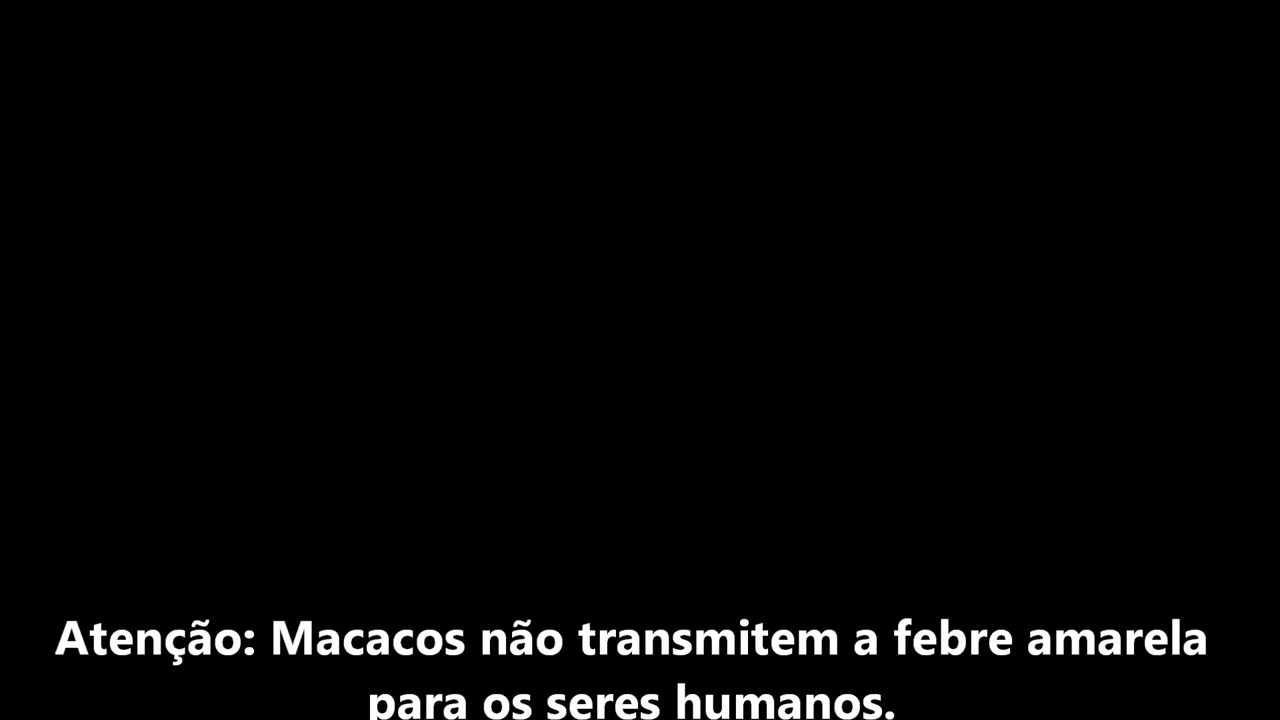 Atenção: Macacos não transmitem a febre amarela
para os seres humanos.